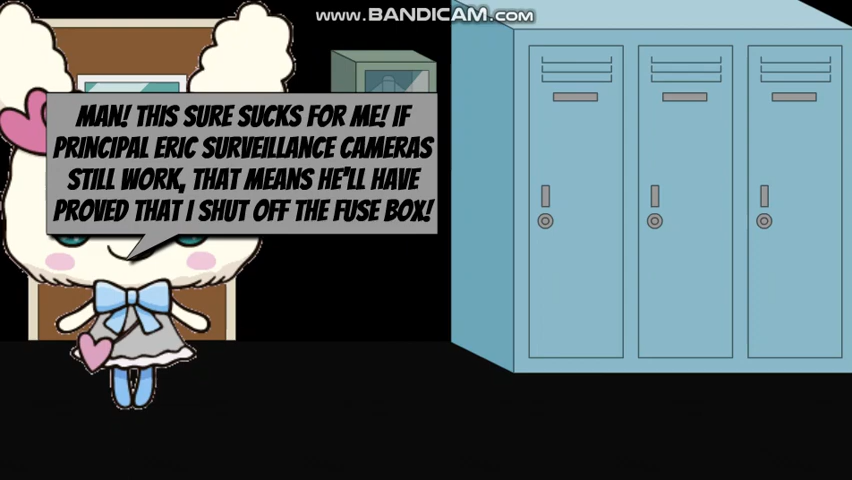 www.BANDICAM.com
MAN! THIS SURE SUCKS FOR ME! IF
PRINCIPAL ERIC SURVEILLANCE CAMERAS
STILL WORK, THAT MEANS HE'LL HAVE
PROVED THAT I SHUT OFF THE FUSE BOX!